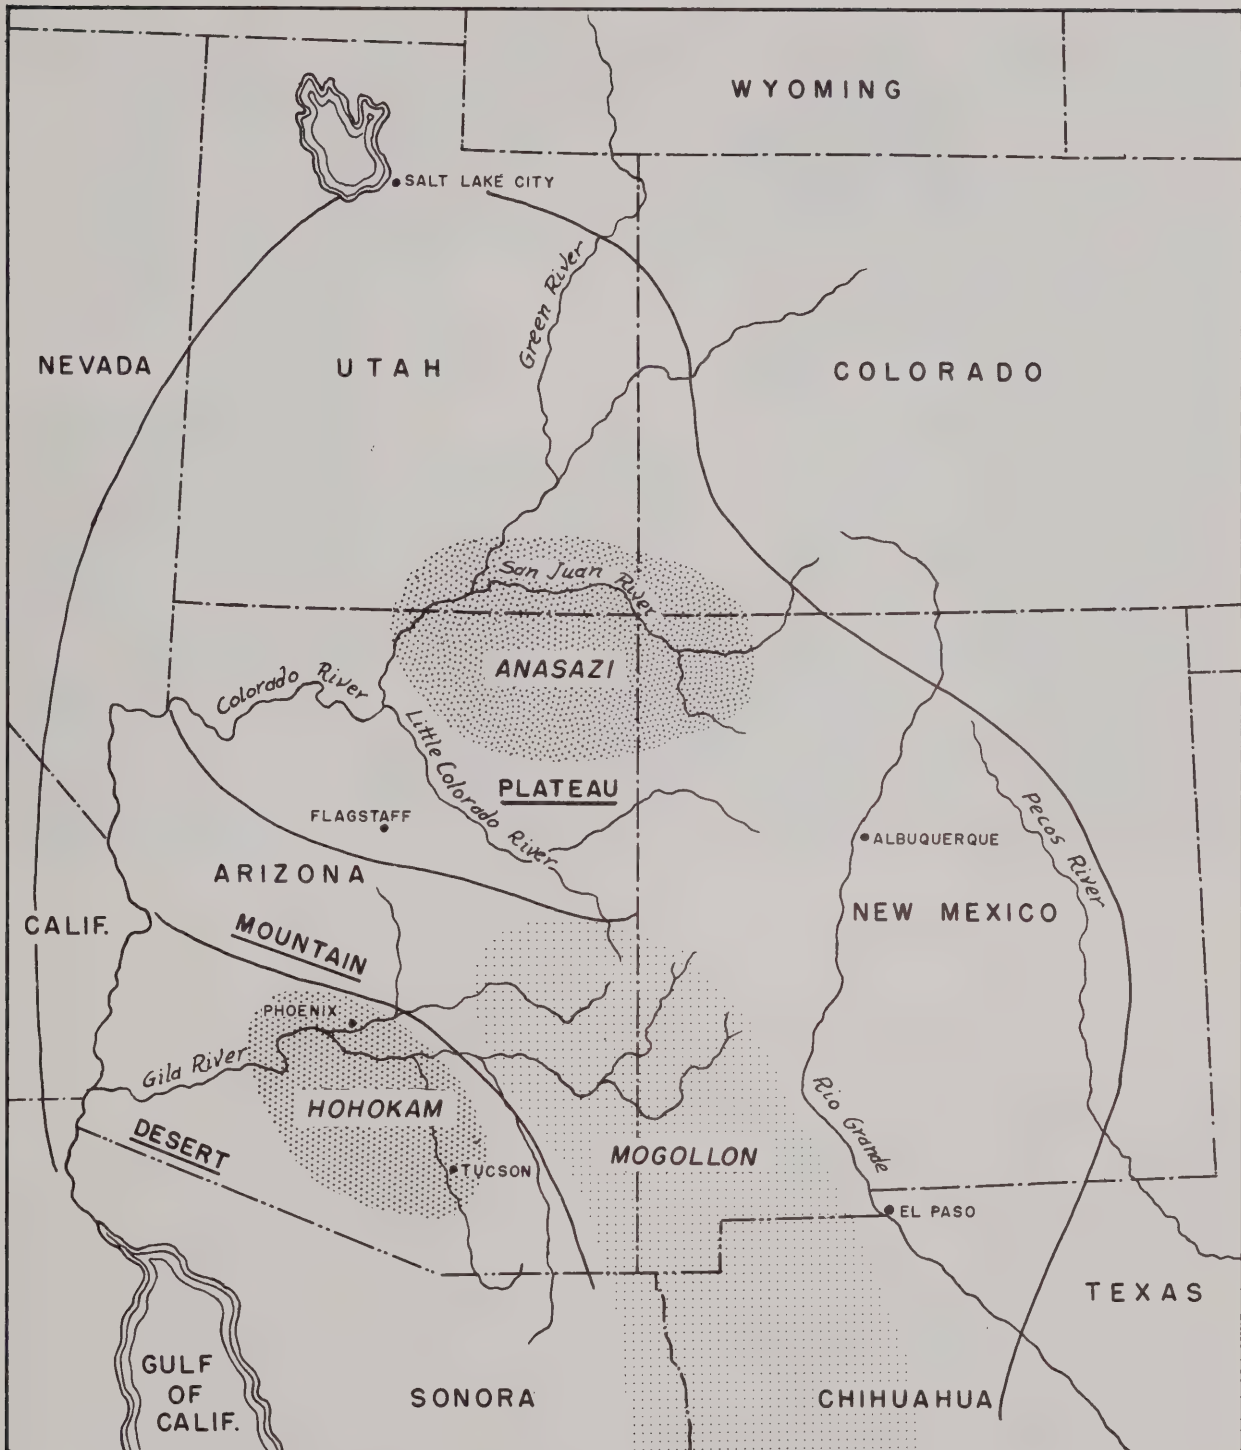 WYOMING
SALT LAKE CITY
Green River
NEVADA
UTAH
COLORADO
San Juan River
ANASAZI
Colorado River
Little Colorado River
PLATEAU
FLAGSTAFF
Pecos River
ALBUQUERQUE
ARIZONA
NEW MEXICO
CALIF.
MOUNTAIN
PHOENIX
Gila River
HOHOKAM
Rio Grande
DESERT
MOGOLLON
TUCSON
EL PASO
TEXAS
GULF
OF
CALIF.
SONORA
CHIHUAHUA